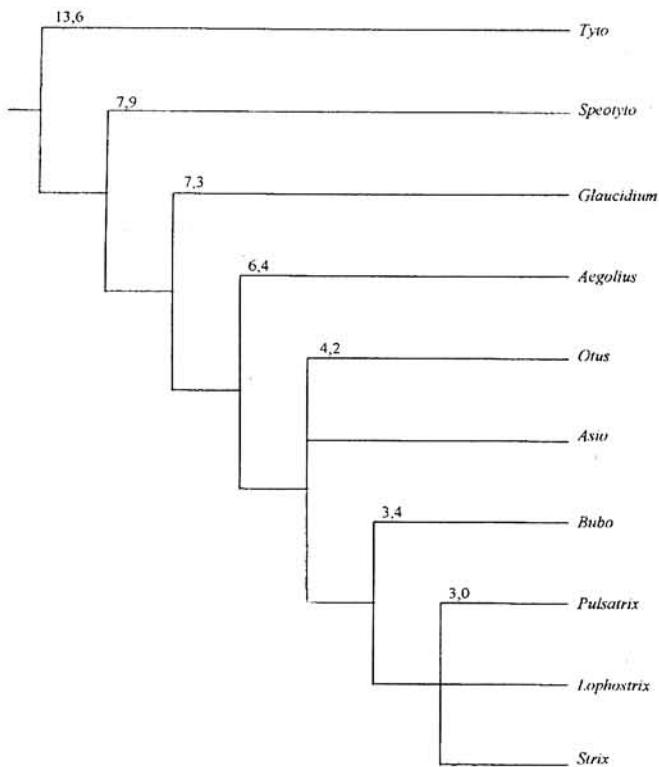 13,6
Tyto
7,9
Speotyto
7,3
Glaucidium
6,4
Aegolius
4,2
Otus
Asio
3,4
Bubo
3,0
Pulsatrix
Lophostrix
Strix